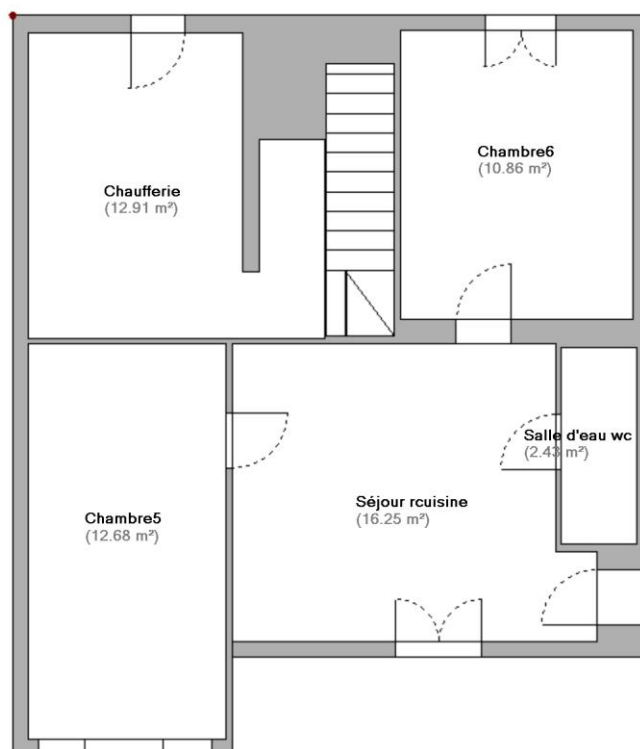 Chambre6
(10.86 m²)
Chaufferie
(12.91 m²)
Salle d'eau wc
(2.43 m²)
Séjour rcuisine
(16.25 m²)
Chambre5
(12.68 m²)